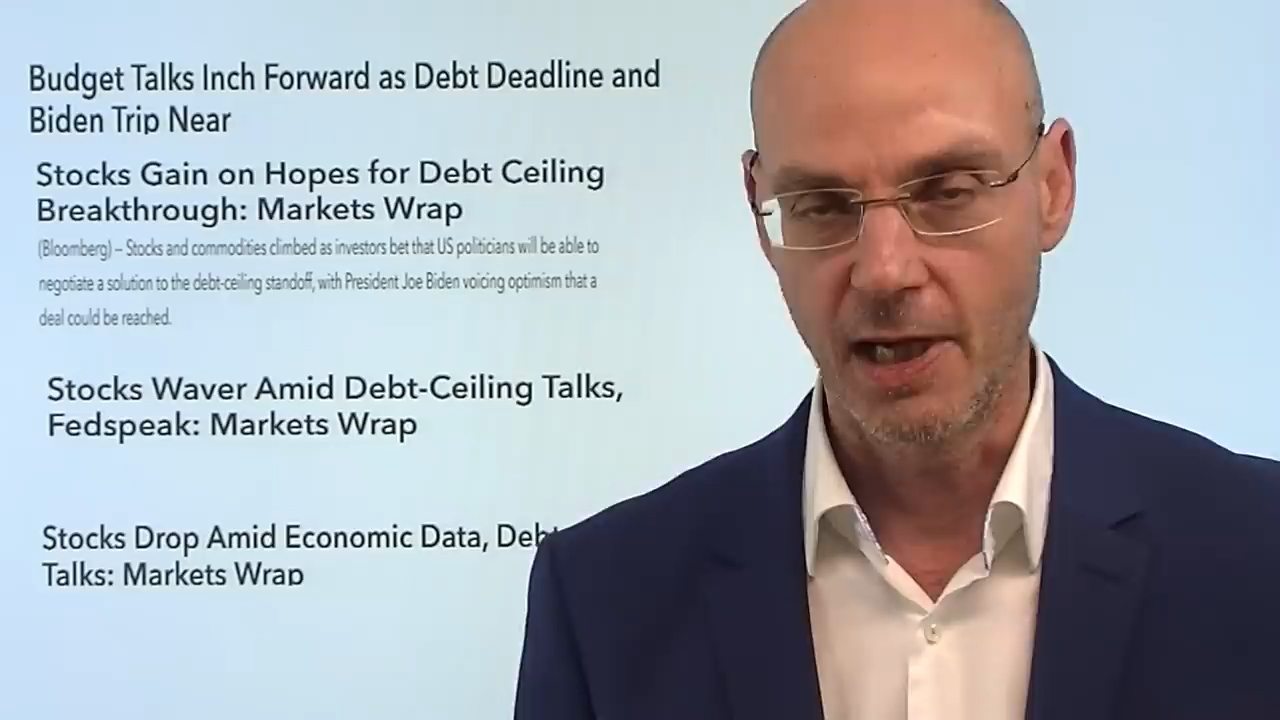 Budget Talks Inch Forward as Debt Deadline and
Biden Trip Near
Stocks Gain on Hopes for Debt Ceiling
Breakthrough: Markets Wrap
(Bloomberg) – Stocks and commodities climbed as investors bet that US politicians will be able to
negotiate a solution to the debt-ceiling standoff, with President Joe Biden voicing optimism that a
deal could be reached.
Stocks Waver Amid Debt-Ceiling Talks,
Fedspeak: Markets Wrap
Stocks Drop Amid Economic Data, Debt
Talks: Markets Wrap